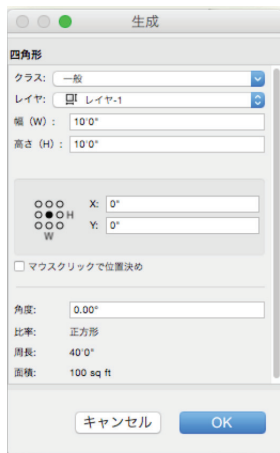 生成
四角形
クラス: 一般
レイヤ: レイヤ-1
幅（W）: 10'0"
高さ（H）: 10'0"
X: 0"
H
Y: 0"
W
マウスクリックで位置決め
角度: 0.00°
比率: 正方形
周長: 40'0"
面積: 100 sq ft
キャンセル OK